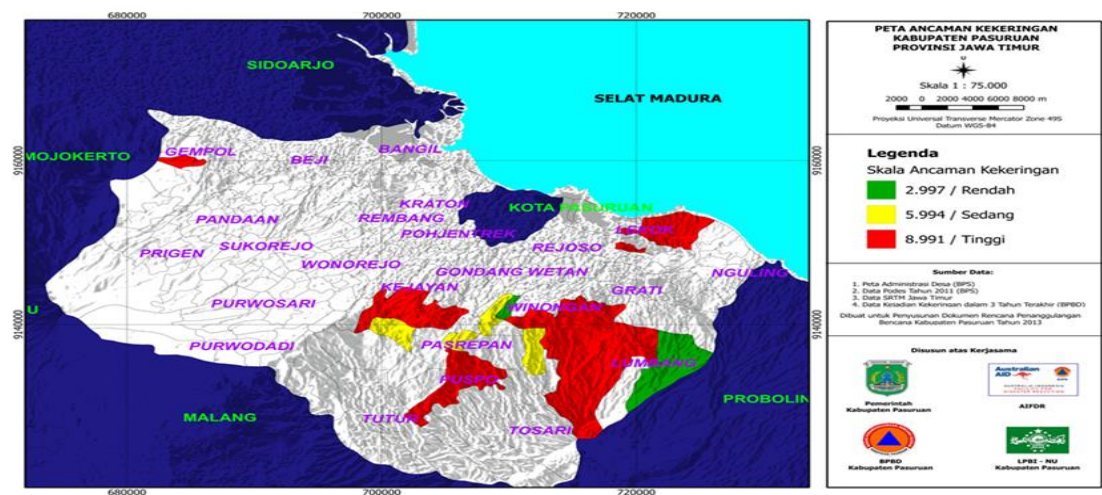 680000
700000
720000
SIDOARJO
SELAT MADURA
MOJOKERTO
GEMPOL
BEJI
BANGIL
9160000
9160000
KRATON
KOTA PASURUAN
PANDAAN
REMBANG
POHJENTREK
LEKOK
PRIGEN
SUKOREJO
REJOSO
WONOREJO
GONDANG WETAN
NGULING
KEJAYAN
GRATI
PURWOSARI
WINONGAN
U
9140000
9140000
PURWODADI
PASREPAN
LUMBANG
PUSPO
PROBOLIN
MALANG
TUTUR
TOSARI
680000
700000
720000
PETA ANCAMAN KEKERINGAN
KABUPATEN PASURUAN
PROVINSI JAWA TIMUR
U
Skala 1 : 75.000
2000 0 2000 4000 6000 8000 m
Proyeksi Universal Transverse Mercator Zone 49S
Datum WGS-84
Legenda
Skala Ancaman Kekeringan
2.997 / Rendah
5.994 / Sedang
8.991 / Tinggi
Sumber Data:
1. Peta Administrasi Desa (BPS)
2. Data Podes Tahun 2011 (BPS)
3. Data SRTM Jawa Timur
4. Data Kejadian Kekeringan dalam 3 Tahun Terakhir (BPBD)
Dibuat untuk Penyusunan Dokumen Rencana Penanggulangan
Bencana Kabupaten Pasuruan Tahun 2013
Disusun atas Kerjasama
Australian
AID
Pemerintah
Kabupaten Pasuruan
AIFDR
BPBD
Kabupaten Pasuruan
LPBI - NU
Kabupaten Pasuruan